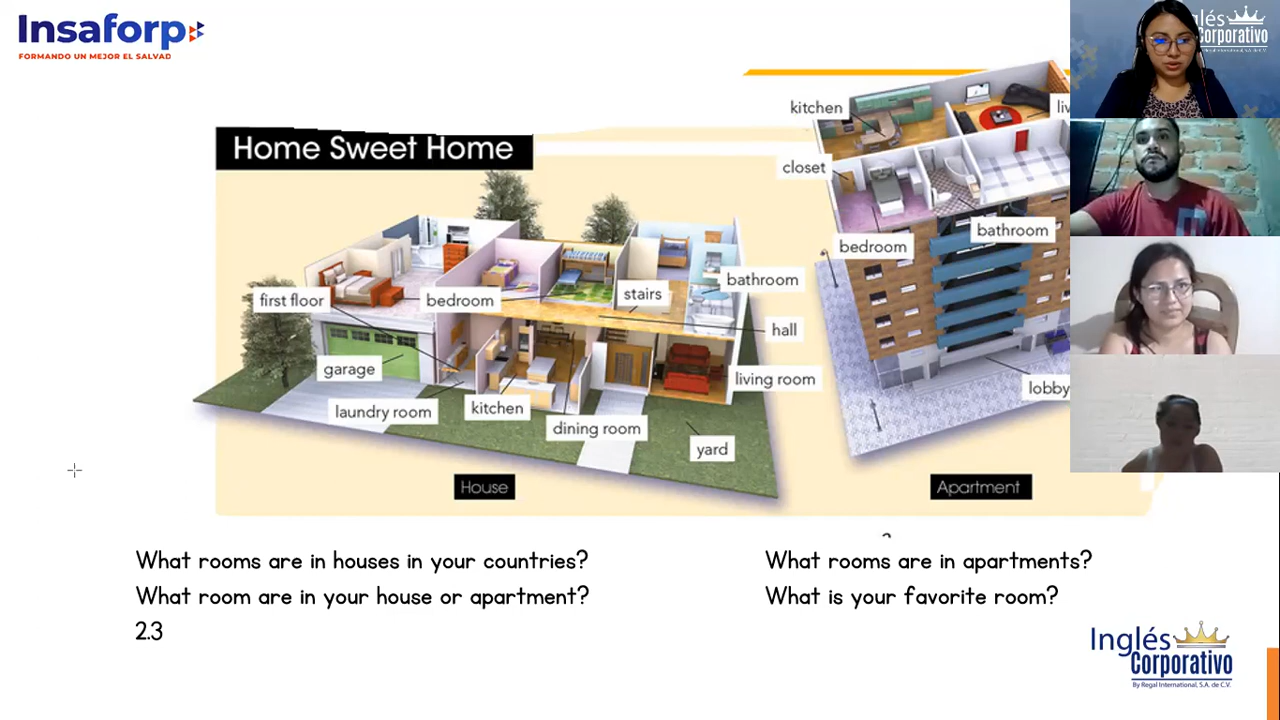 Insaforp
FORMANDO UN MEJOR EL SALVAD
Inglés
Corporativo
Home Sweet Home
kitchen
closet
bedroom
bathroom
lobby
Apartment
first floor
bedroom
stairs
bathroom
hall
garage
living room
laundry room
kitchen
dining room
yard
House
What rooms are in houses in your countries?
What room are in your house or apartment?
2.3
What rooms are in apartments?
What is your favorite room?
Inglés
Corporativo
By Regal International, S.A. de C.V.